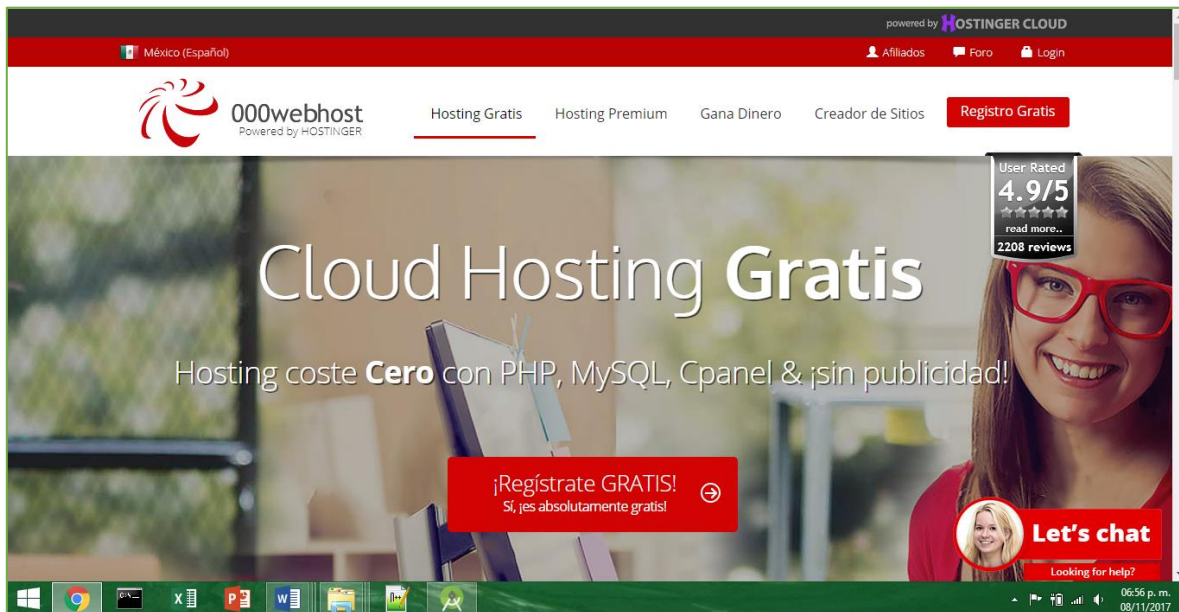 powered by HOSTINGER CLOUD
México (Español)
Afiliados
Foro
Login
000webhost
Powered by HOSTINGER
Hosting Gratis
Hosting Premium
Gana Dinero
Creador de Sitios
Registro Gratis
User Rated
4.9/5
read more..
2208 reviews
Cloud Hosting Gratis
Hosting coste Cero con PHP, MySQL, Cpanel & ¡sin publicidad!
¡Regístrate GRATIS!
Sí, ¡es absolutamente gratis!
Let's chat
Looking for help?
06:56 p. m.
08/11/2017